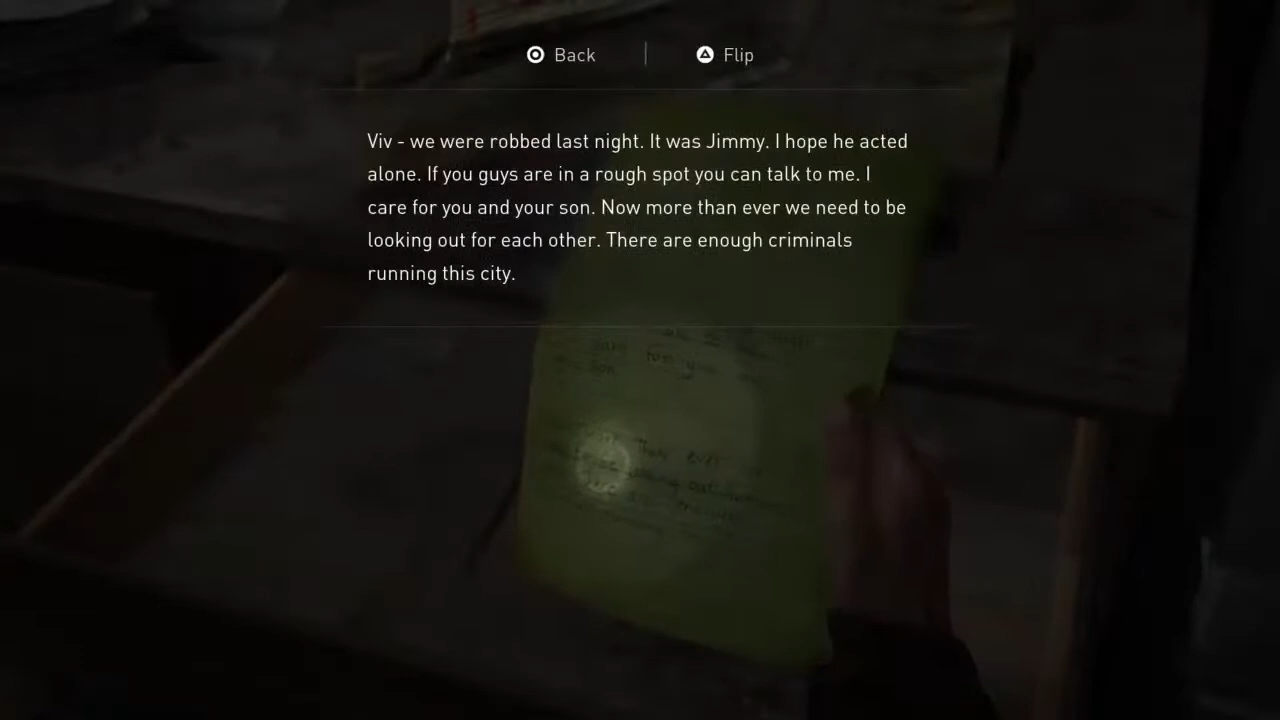 Back | Flip
Viv - we were robbed last night. It was Jimmy. I hope he acted
alone. If you guys are in a rough spot you can talk to me. I
care for you and your son. Now more than ever we need to be
looking out for each other. There are enough criminals
running this city.